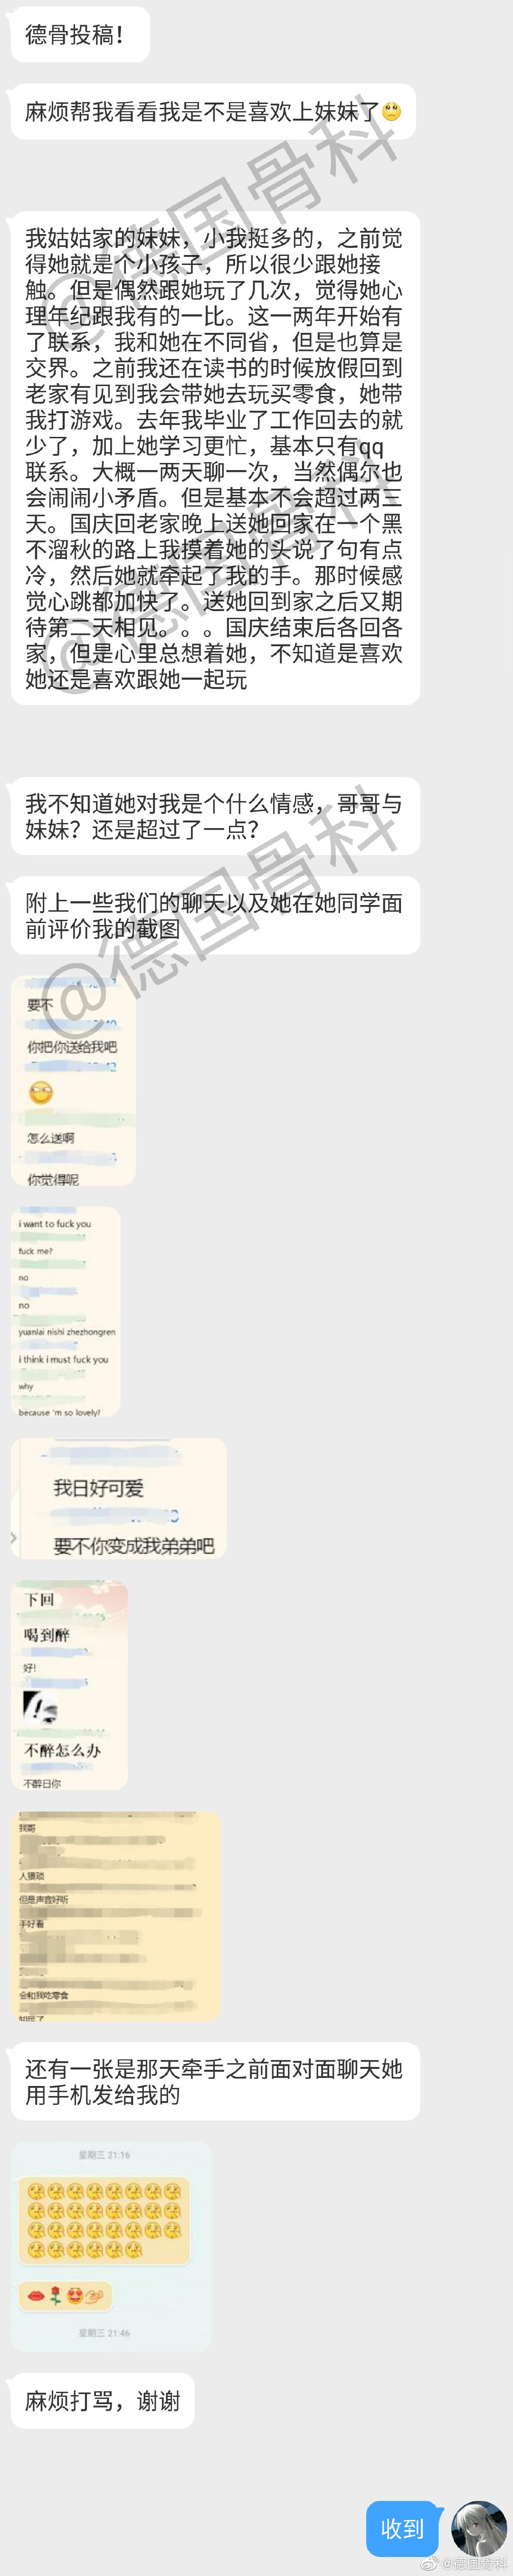 德骨投稿！
麻烦帮我看看我是不是喜欢上妹妹了🙄
我姑姑家的妹妹，小我挺多的，之前觉
得她就是个小孩子，所以很少跟她接
触。但是偶然跟她玩了几次，觉得她心
理年纪跟我有的一比。这一两年开始有
了联系，我和她在不同省，但是也算是
交界。之前我还在读书的时候放假回到
老家有见到我会带她去玩买零食，她带
我打游戏。去年我毕业了工作回去的就
少了，加上她学习更忙，基本只有qq
联系。大概一两天聊一次，当然偶尔也
会闹闹小矛盾。但是基本不会超过两三
天。国庆回老家晚上送她回家在一个黑
不溜秋的路上我摸着她的头说了句有点
冷，然后她就牵起了我的手。那时候感
觉心跳都加快了。送她回到家之后又期
待第二天相见。。。国庆结束后各回各
家，但是心里总想着她，不知道是喜欢
她还是喜欢跟她一起玩
我不知道她对我是个什么情感，哥哥与
妹妹？还是超过了一点？
附上一些我们的聊天以及她在她同学面
前评价我的截图
要不
你把你送给我吧
怎么送啊
你觉得呢
i want to fuck you
fuck me?
no
no
yuanlai nishi zhezhongren
i think i must fuck you
why
because 'm so lovely?
我日好可爱
要不你变成我弟弟吧
下回
喝到醉
好!
不醉怎么办
不醉日你
我哥
人猥琐
但是声音好听
手好看
会和我吃零食
知足了
还有一张是那天牵手之前面对面聊天她
用手机发给我的
星期三 21:16
星期三 21:46
麻烦打骂，谢谢
收到
@德国骨科
@德国骨科
@德国骨科
@德国骨科